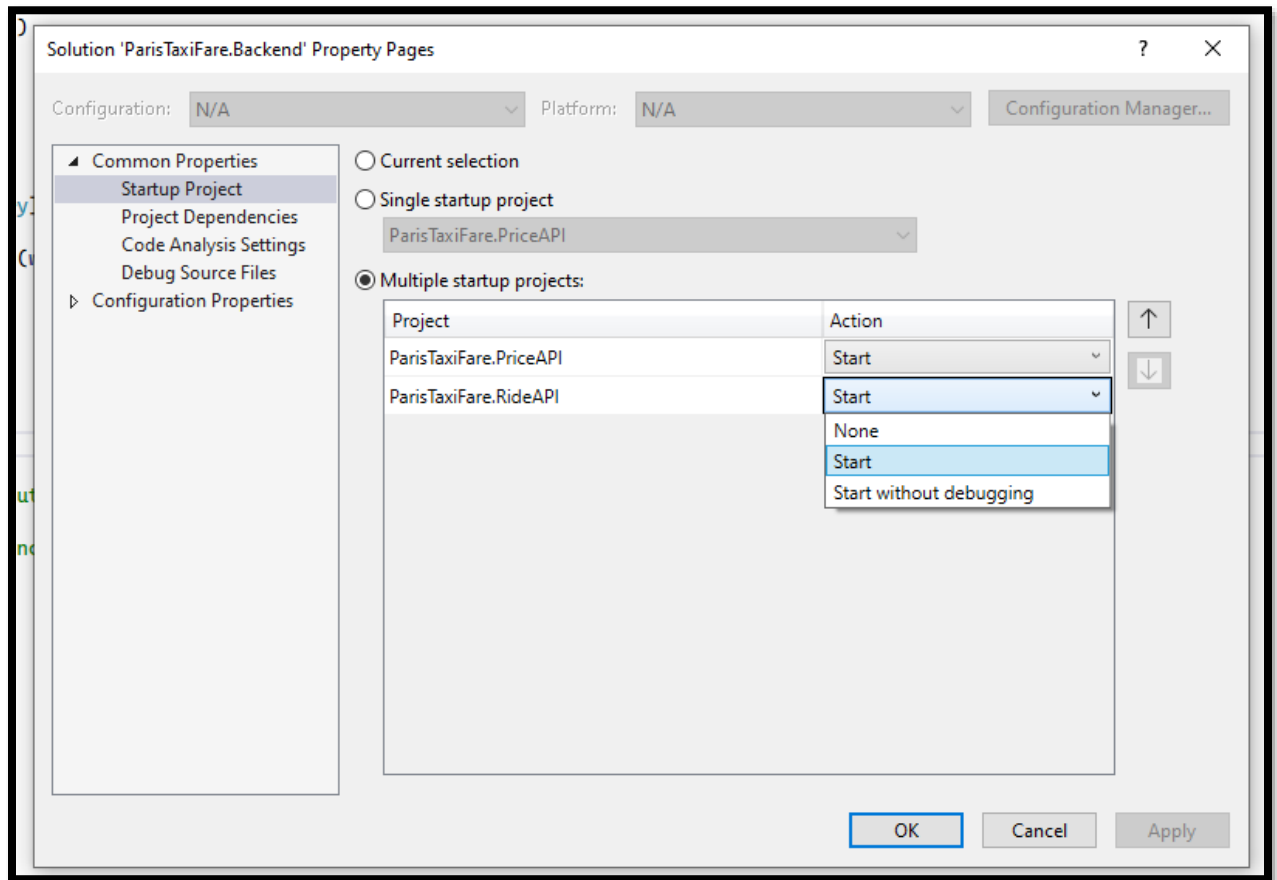 )
Solution 'ParisTaxiFare.Backend' Property Pages ?
Configuration: N/A Platform: N/A Configuration Manager...
Common Properties
Startup Project
Project Dependencies
Code Analysis Settings
Debug Source Files
Configuration Properties
Current selection
Single startup project
ParisTaxiFare.PriceAPI
Multiple startup projects:
Project Action
ParisTaxiFare.PriceAPI Start
ParisTaxiFare.RideAPI Start
None
Start
Start without debugging
OK Cancel Apply